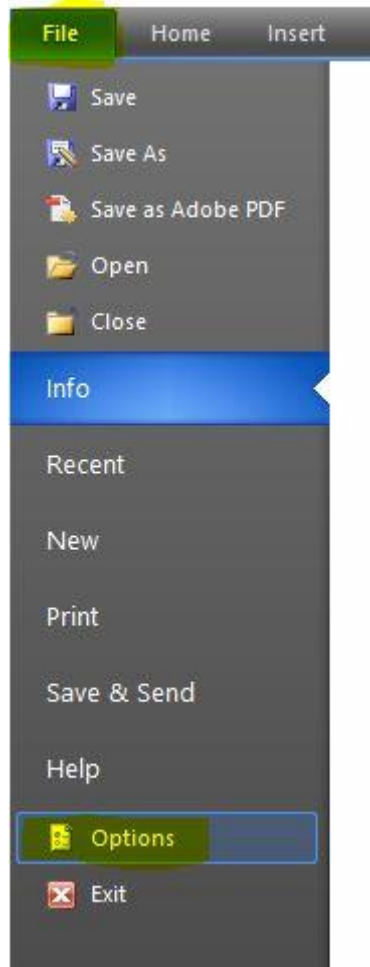 File Home Insert
Save
Save As
Save as Adobe PDF
Open
Close
Info
Recent
New
Print
Save & Send
Help
Options
Exit